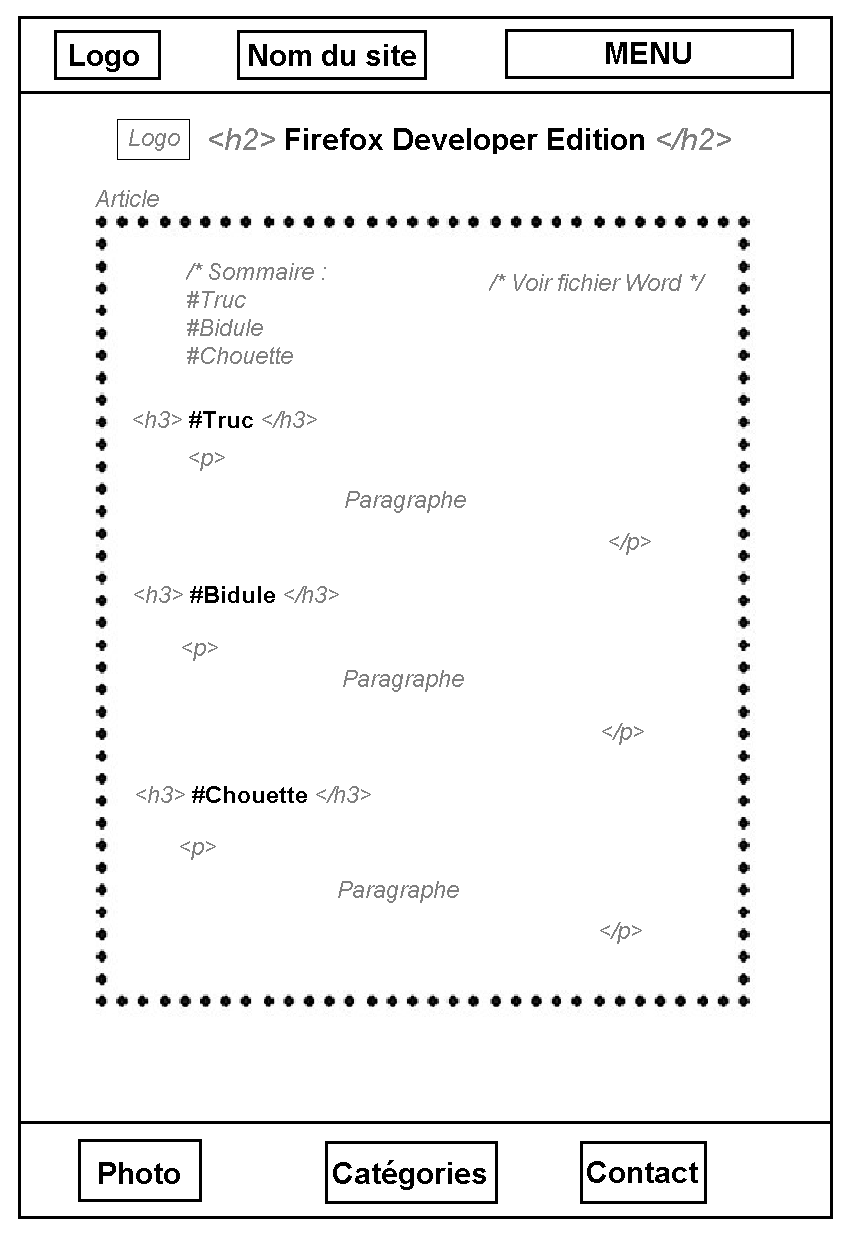 Logo Nom du site MENU
Logo <h2> Firefox Developer Edition </h2>
Article
/* Sommaire :
/* Voir fichier Word */
#Truc
#Bidule
#Chouette
<h3> #Truc </h3>
<p>
Paragraphe
</p>
<h3> #Bidule </h3>
<p>
Paragraphe
</p>
<h3> #Chouette </h3>
<p>
Paragraphe
</p>
Photo Catégories Contact